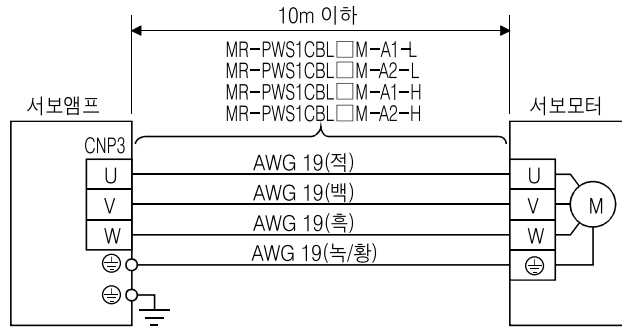 10m 이하
MR-PWS1CBL□M-A1-L
MR-PWS1CBL□M-A2-L
MR-PWS1CBL□M-A1-H
MR-PWS1CBL□M-A2-H
서보앰프
서보모터
CNP3
U AWG 19(적) U
V AWG 19(백) V M
W AWG 19(흑) W
AWG 19(녹/황)